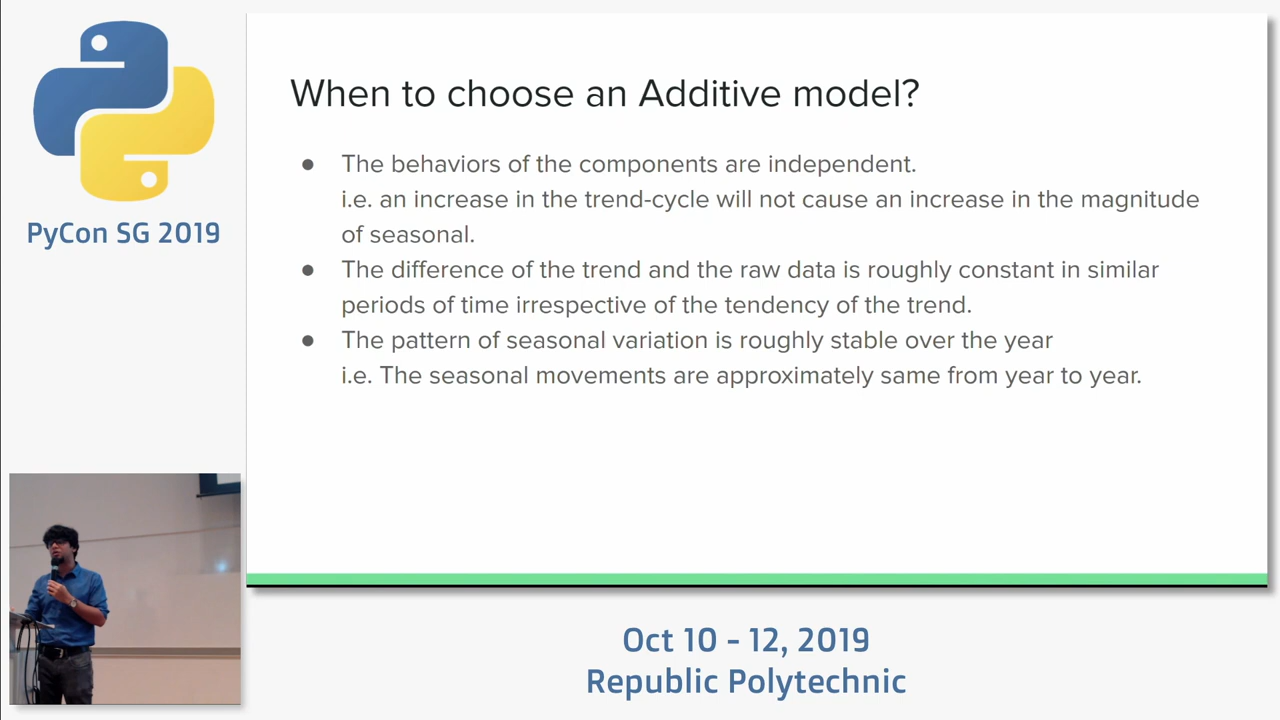 PyCon SG 2019
When to choose an Additive model?
● The behaviors of the components are independent.
i.e. an increase in the trend-cycle will not cause an increase in the magnitude
of seasonal.
● The difference of the trend and the raw data is roughly constant in similar
periods of time irrespective of the tendency of the trend.
● The pattern of seasonal variation is roughly stable over the year
i.e. The seasonal movements are approximately same from year to year.
Oct 10 - 12, 2019
Republic Polytechnic